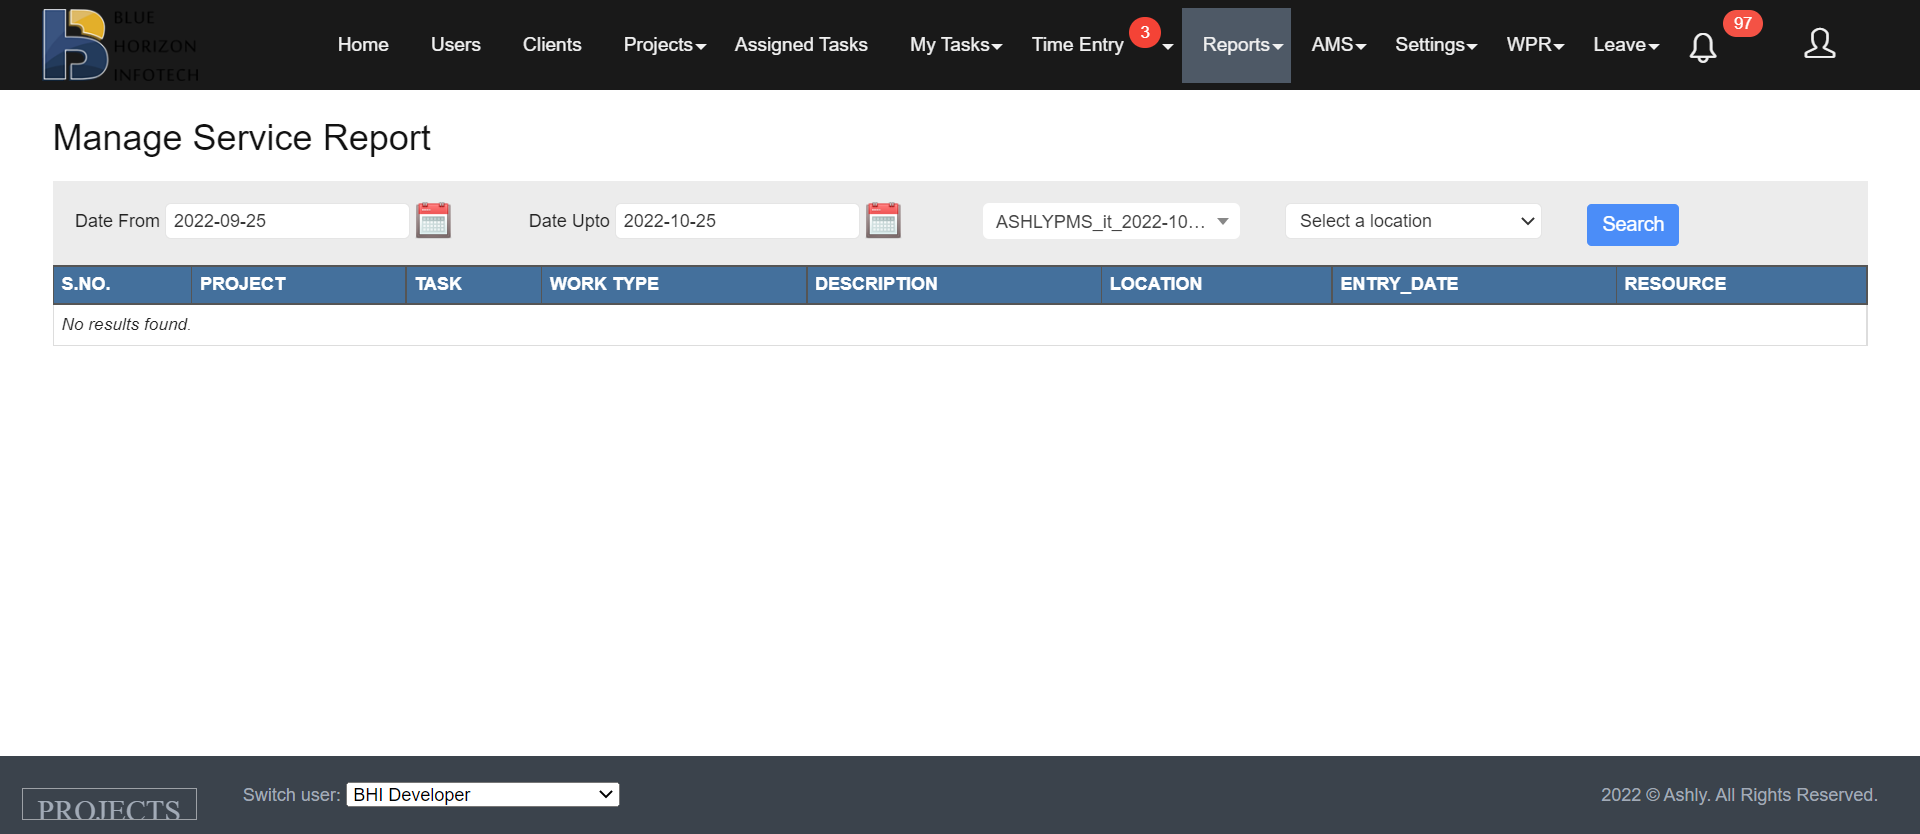 BLUE
HORIZON
INFOTECH
Home Users Clients Projects Assigned Tasks My Tasks Time Entry 3 Reports AMS Settings WPR Leave 97
Manage Service Report
Date From 2022-09-25 Date Upto 2022-10-25 ASHLYPMS_it_2022-10... Select a location Search
S.NO. PROJECT TASK WORK TYPE DESCRIPTION LOCATION ENTRY_DATE RESOURCE
No results found.
PROJECTS Switch user: BHI Developer 2022 © Ashly. All Rights Reserved.